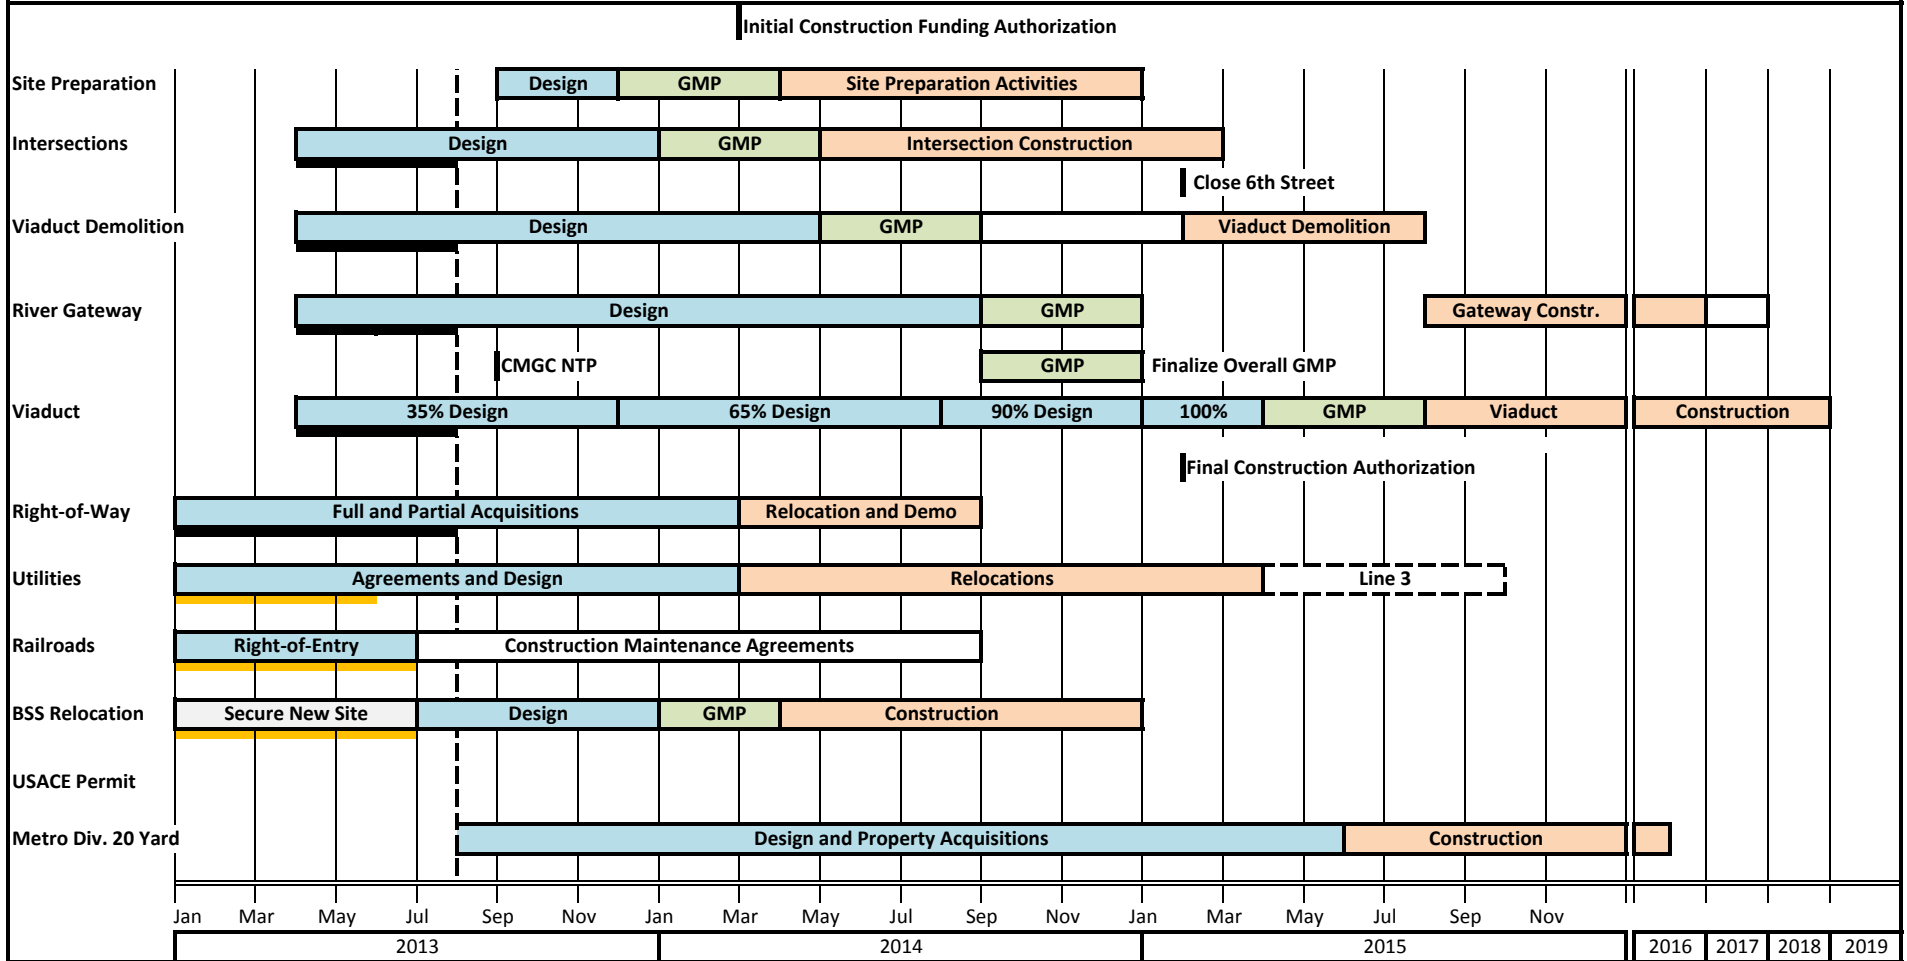 Initial Construction Funding Authorization
Site Preparation Design GMP Site Preparation Activities
Intersections Design GMP Intersection Construction
Close 6th Street
Viaduct Demolition Design GMP Viaduct Demolition
River Gateway Design GMP Gateway Constr.
CMGC NTP GMP Finalize Overall GMP
Viaduct 35% Design 65% Design 90% Design 100% GMP Viaduct Construction
Final Construction Authorization
Right-of-Way Full and Partial Acquisitions Relocation and Demo
Utilities Agreements and Design Relocations Line 3
Railroads Right-of-Entry Construction Maintenance Agreements
BSS Relocation Secure New Site Design GMP Construction
USACE Permit
Metro Div. 20 Yard Design and Property Acquisitions Construction
Jan Mar May Jul Sep Nov Jan Mar May Jul Sep Nov Jan Mar May Jul Sep Nov
2013 2014 2015 2016 2017 2018 2019